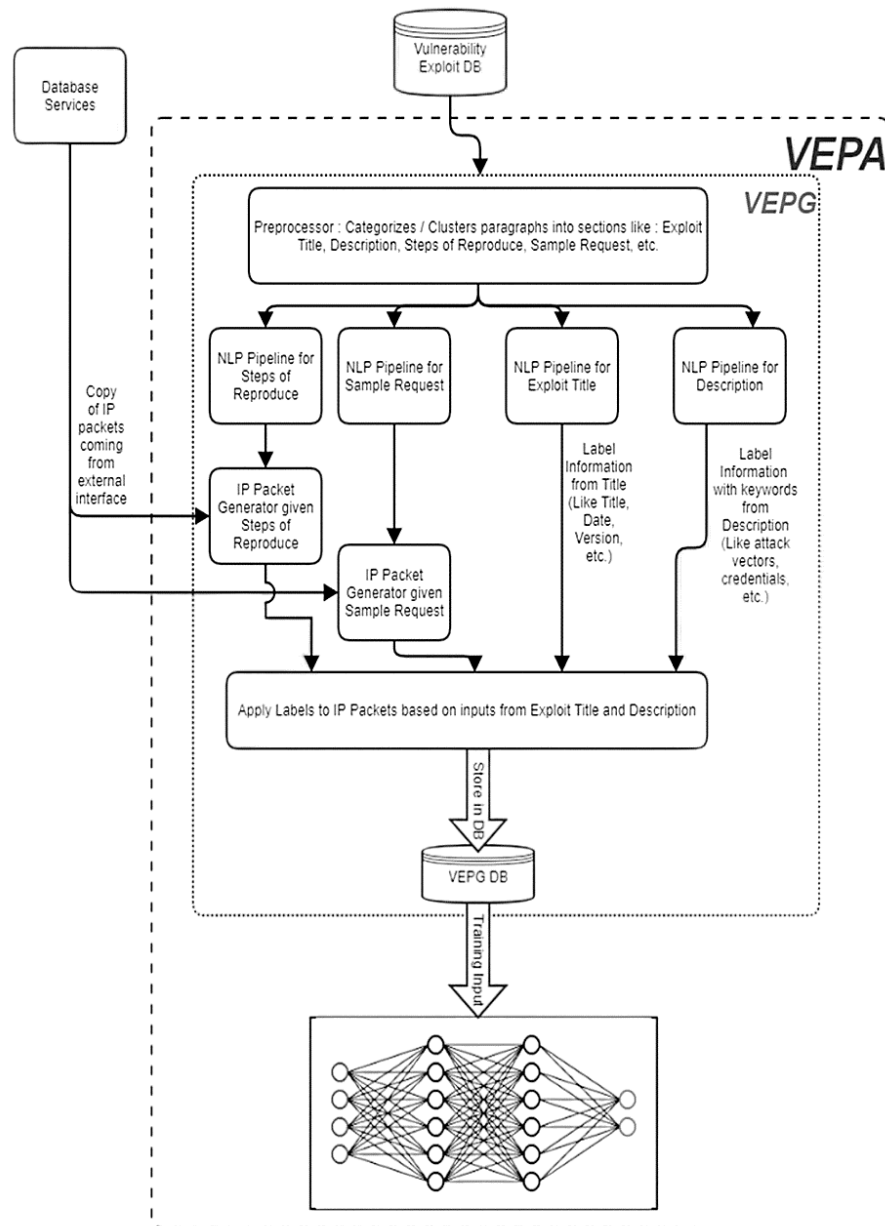 Vulnerability
Exploit DB
Database
Services
VEPA
VEPG
Preprocessor : Categorizes / Clusters paragraphs into sections like : Exploit
Title, Description, Steps of Reproduce, Sample Request, etc.
NLP Pipeline for
Steps of
Reproduce
NLP Pipeline for
Sample Request
NLP Pipeline for
Exploit Title
NLP Pipeline for
Description
Copy
of IP
packets
coming
from
external
interface
Label
Information
from Title
(Like Title,
Date,
Version,
etc.)
Label
Information
with keywords
from
Description
(Like attack
vectors,
credentials,
etc.)
IP Packet
Generator given
Steps of
Reproduce
IP Packet
Generator given
Sample Request
Apply Labels to IP Packets based on inputs from Exploit Title and Description
Store in DB
VEPG DB
Training Input